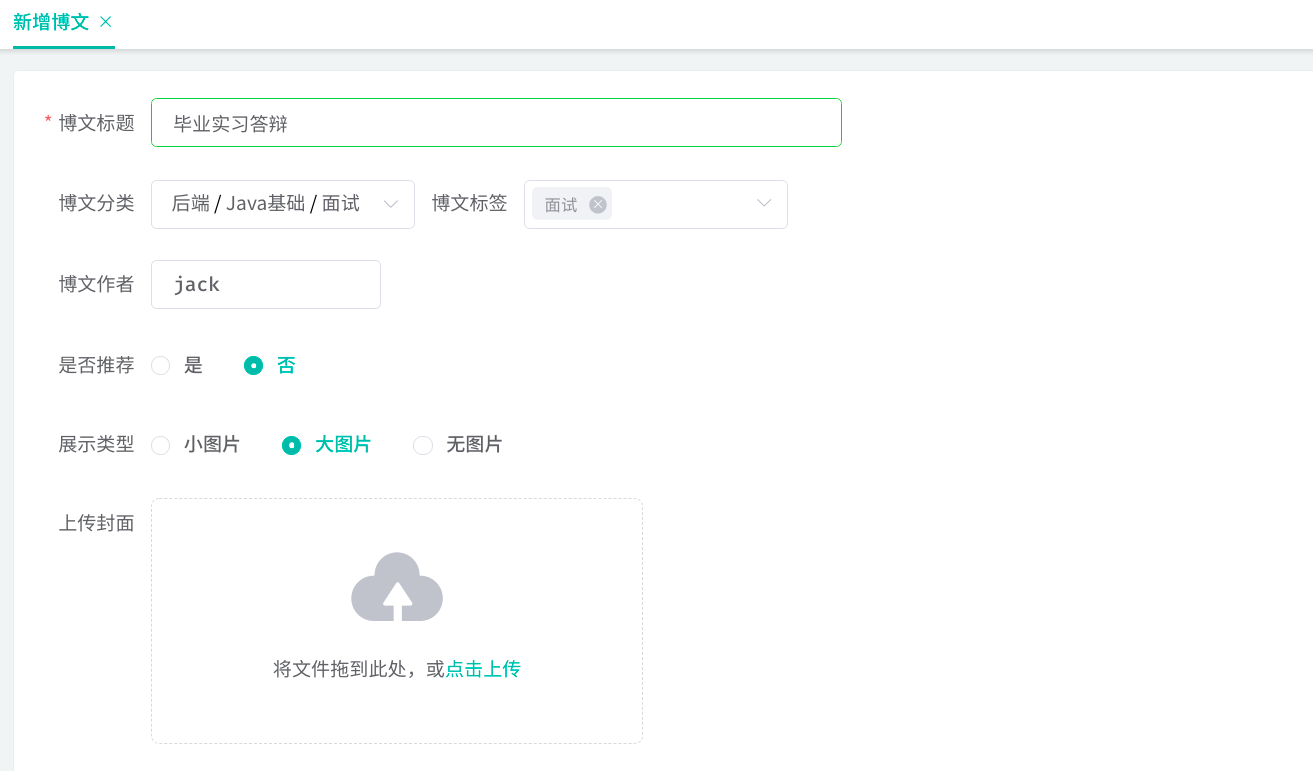 新增博文
* 博文标题 毕业实习答辩
博文分类 后端 / Java基础 / 面试 博文标签 面试
博文作者 jack
是否推荐 是 否
展示类型 小图片 大图片 无图片
上传封面
将文件拖到此处，或点击上传